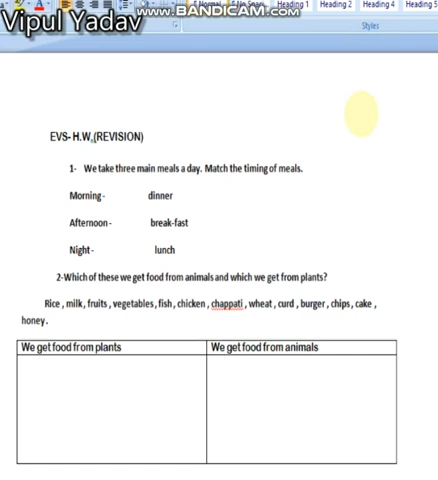 Normal No Spac... Heading 1 Heading 2 Heading 4 Heading 5
Vipul Yadav www.BANDICAM.com
Styles
EVS- H.W,(REVISION)
1- We take three main meals a day. Match the timing of meals.
Morning- dinner
Afternoon- break-fast
Night- lunch
2-Which of these we get food from animals and which we get from plants?
Rice , milk, fruits , vegetables, fish, chicken , chappati , wheat , curd , burger , chips, cake ,
honey.
We get food from plants We get food from animals